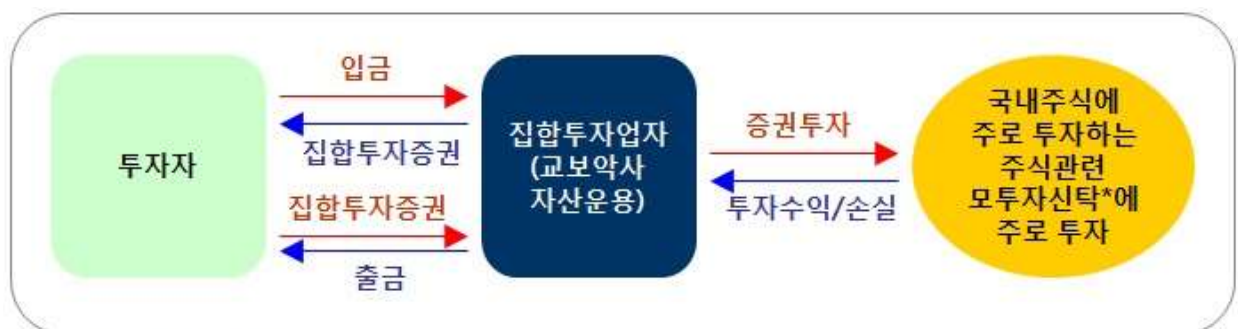 투자자
입금
집합투자증권
집합투자증권
출금
집합투자업자
(교보악사
자산운용)
증권투자
투자수익/손실
국내주식에
주로 투자하는
주식관련
모투자신탁*에
주로 투자